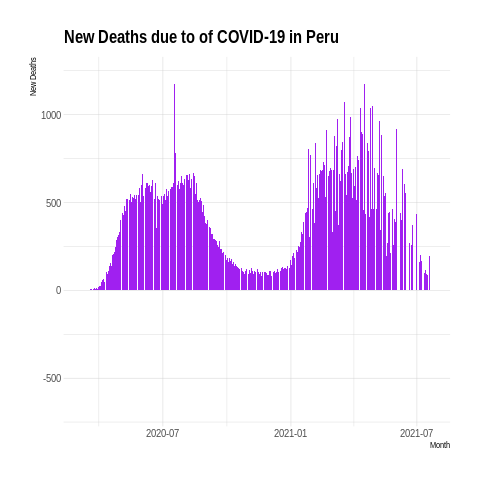 New Deaths due to of COVID-19 in Peru
New Deaths
1000
500
0
-500
2020-07
2021-01
2021-07
Month